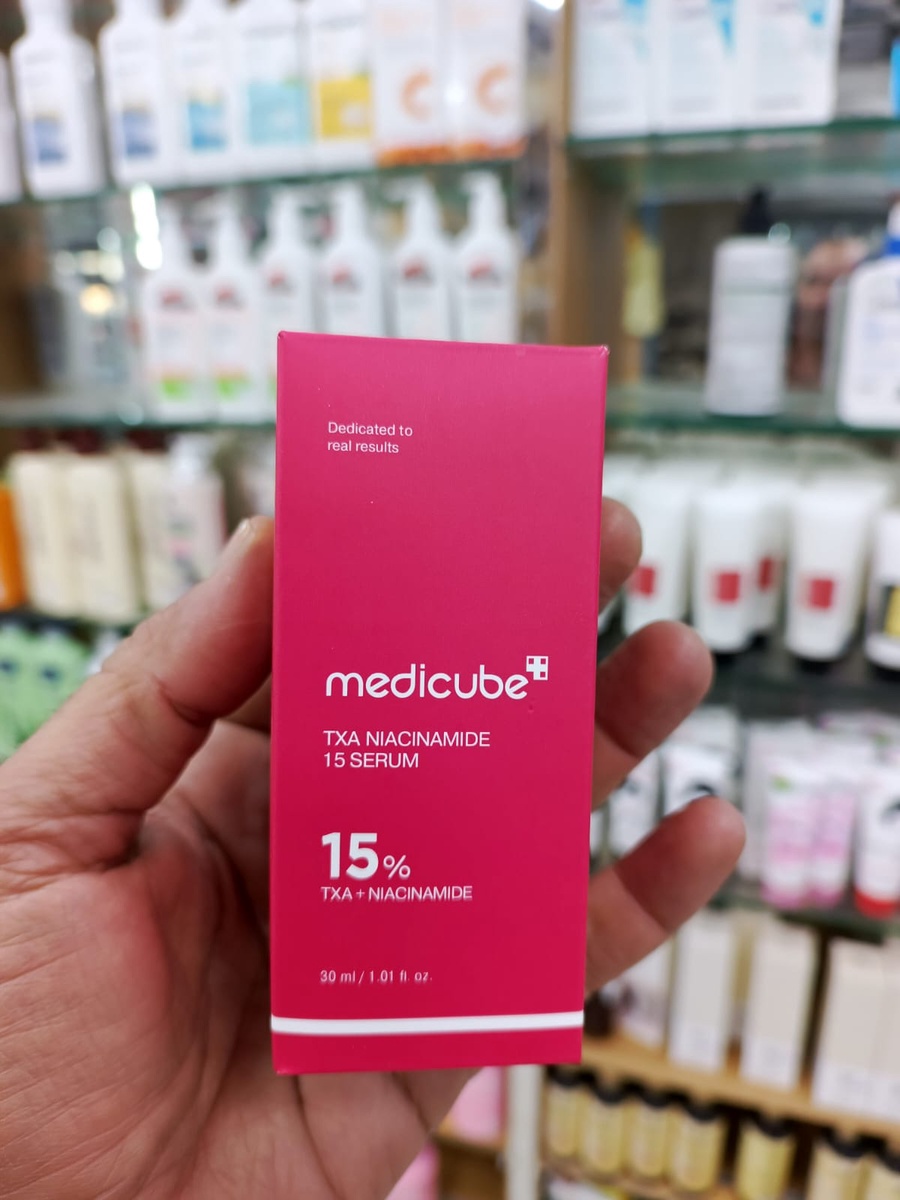 Dedicated to
real results
medicube
TXA NIACINAMIDE
15 SERUM
15%
TXA + NIACINAMIDE
30 ml / 1.01 fl. oz.